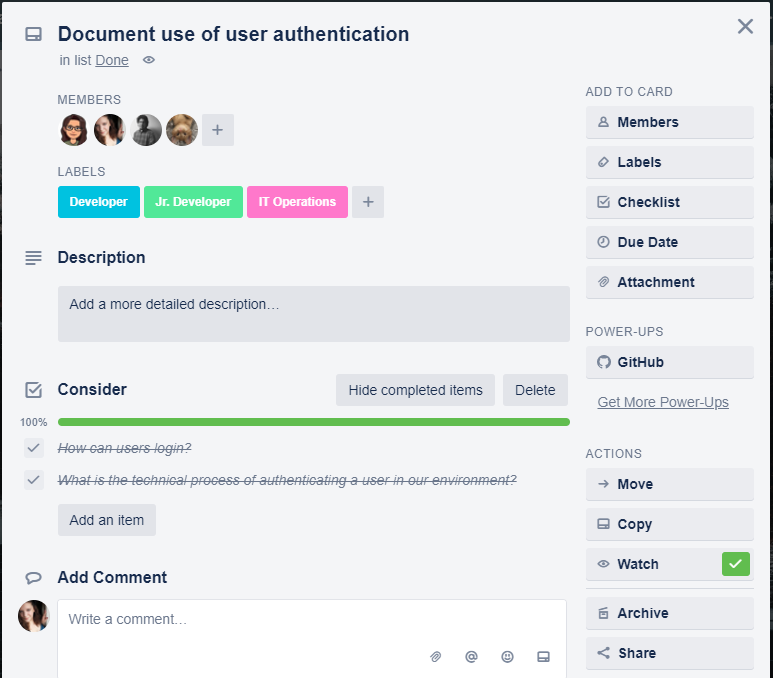 Document use of user authentication
in list Done
MEMBERS
LABELS
Developer
Jr. Developer
IT Operations
Description
Add a more detailed description…
Consider
Hide completed items
Delete
100%
How can users login?
What is the technical process of authenticating a user in our environment?
Add an item
Add Comment
Write a comment…
ADD TO CARD
Members
Labels
Checklist
Due Date
Attachment
POWER-UPS
GitHub
Get More Power-Ups
ACTIONS
Move
Copy
Watch
Archive
Share